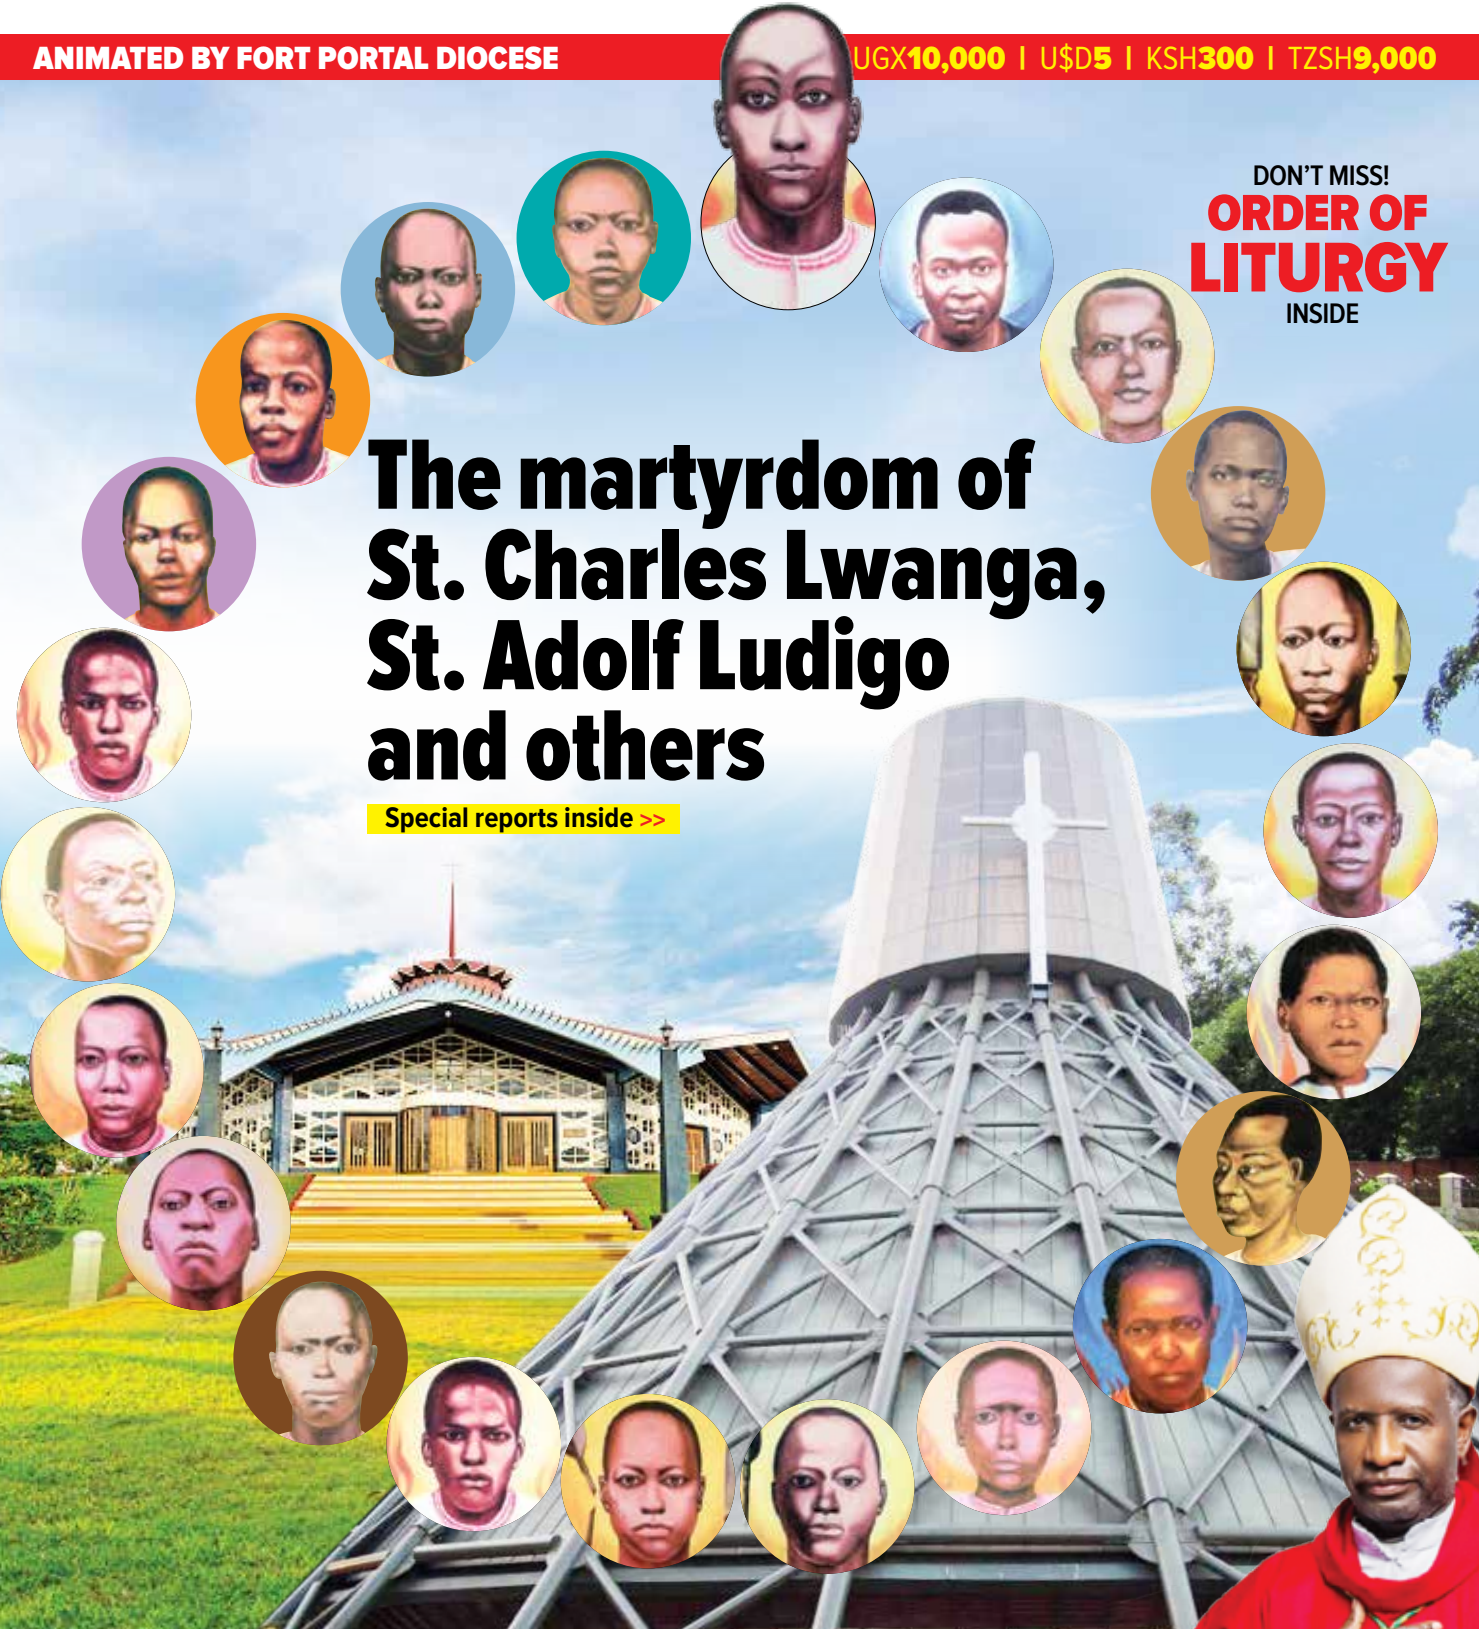 ANIMATED BY FORT PORTAL DIOCESE
UGX10,000 | U$D5 | KSH300 | TZSH9,000
DON'T MISS!
ORDER OF
LITURGY
INSIDE
The martyrdom of
St. Charles Lwanga,
St. Adolf Ludigo
and others
Special reports inside >>